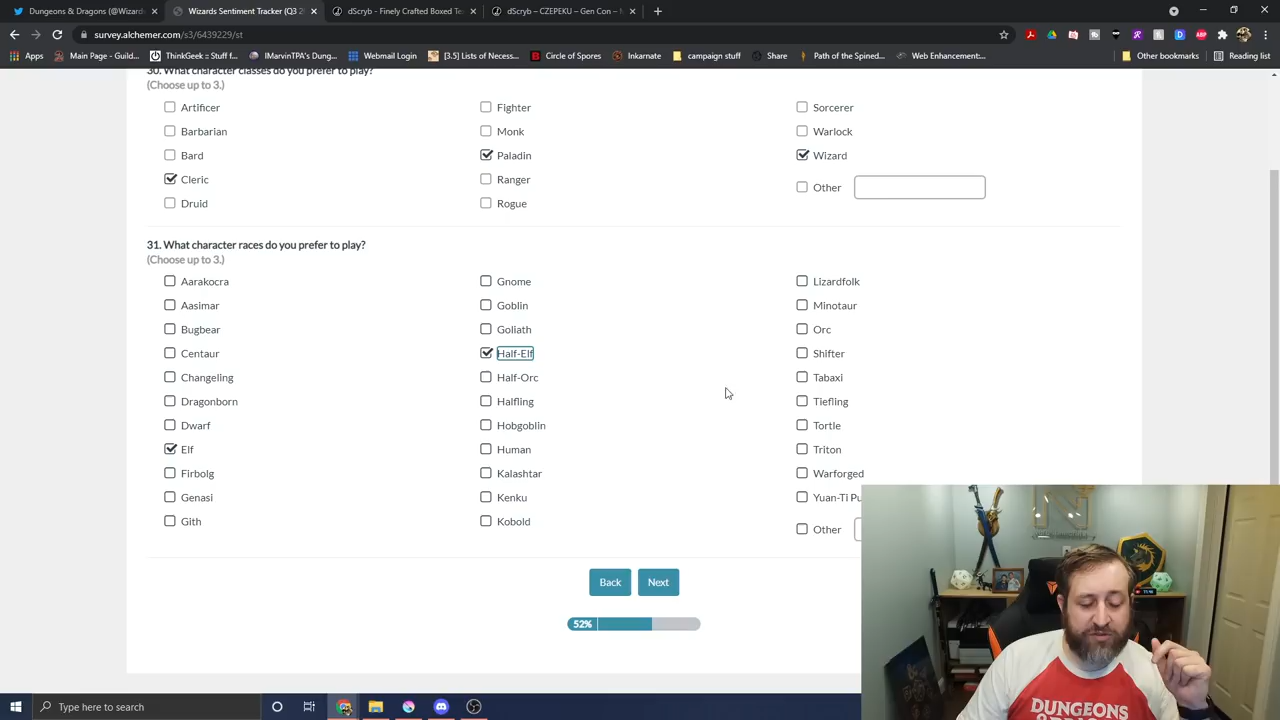 Dungeons & Dragons (@Wizards
Wizards Sentiment Tracker (Q3 20
dScryb - Finely Crafted Boxed Te
dScryb – CZEPEKU – Gen Con –
survey.alchemer.com/s3/6439229/st
Apps
Main Page - Guild...
ThinkGeek :: Stuff f...
IMarvinTPA's Dung...
Webmail Login
[3.5] Lists of Necess...
Circle of Spores
Inkarnate
campaign stuff
Share
Path of the Spined...
Web Enhancement:...
Other bookmarks
Reading list
30. What character classes do you prefer to play?
(Choose up to 3.)
Artificer
Barbarian
Bard
Cleric
Druid
Fighter
Monk
Paladin
Ranger
Rogue
Sorcerer
Warlock
Wizard
Other
31. What character races do you prefer to play?
(Choose up to 3.)
Aarakocra
Aasimar
Bugbear
Centaur
Changeling
Dragonborn
Dwarf
Elf
Firbolg
Genasi
Gith
Gnome
Goblin
Goliath
Half-Elf
Half-Orc
Halfling
Hobgoblin
Human
Kalashtar
Kenku
Kobold
Lizardfolk
Minotaur
Orc
Shifter
Tabaxi
Tiefling
Tortle
Triton
Warforged
Yuan-Ti Pu
Other
Back
Next
52%
Type here to search
DUNGEONS